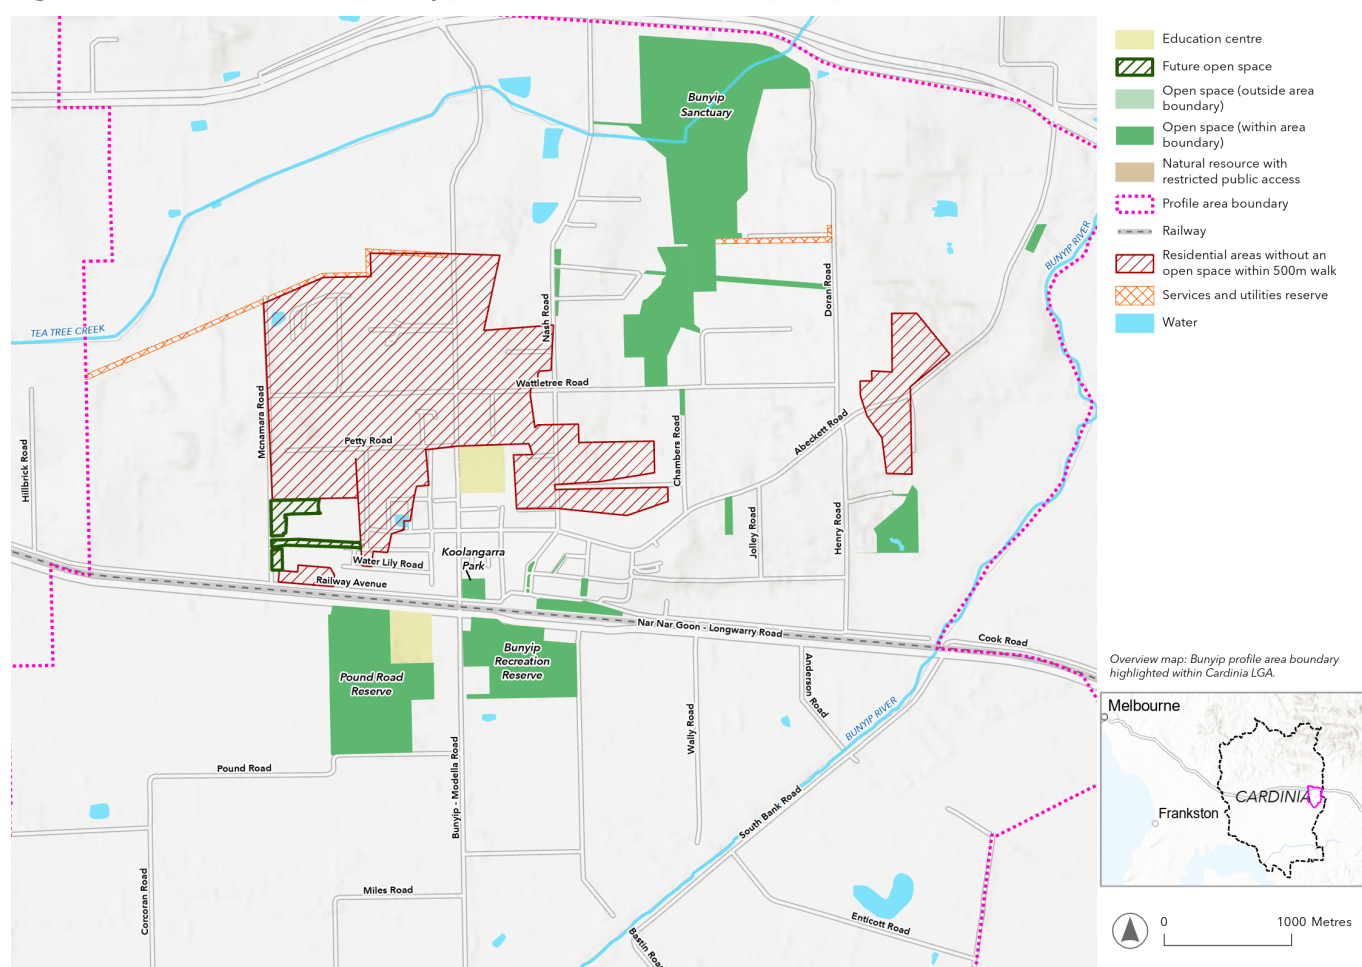 Education centre
Future open space
Open space (outside area
boundary)
Open space (within area
boundary)
Natural resource with
restricted public access
Profile area boundary
Railway
Residential areas without an
open space within 500m walk
Services and utilities reserve
Water
Bunyip
Sanctuary
BUNYIP RIVER
TEA TREE CREEK
Nash Road
Doran Road
Wattletree Road
Mcnamara Road
Petty Road
Hillbrick Road
Chambers Road
Abeckett Road
Jolley Road
Henry Road
Koolangarra
Park
Water Lily Road
Railway Avenue
Nar Nar Goon - Longwarry Road
Cook Road
Bunyip
Recreation
Reserve
Pound Road
Reserve
Anderson Road
BUNYIP RIVER
Wally Road
Bunyip - Modella Road
Pound Road
South Bank Road
Corcoran Road
Miles Road
Enticott Road
Bastin Road
Overview map: Bunyip profile area boundary
highlighted within Cardinia LGA.
Melbourne
CARDINIA
Frankston
0 1000 Metres